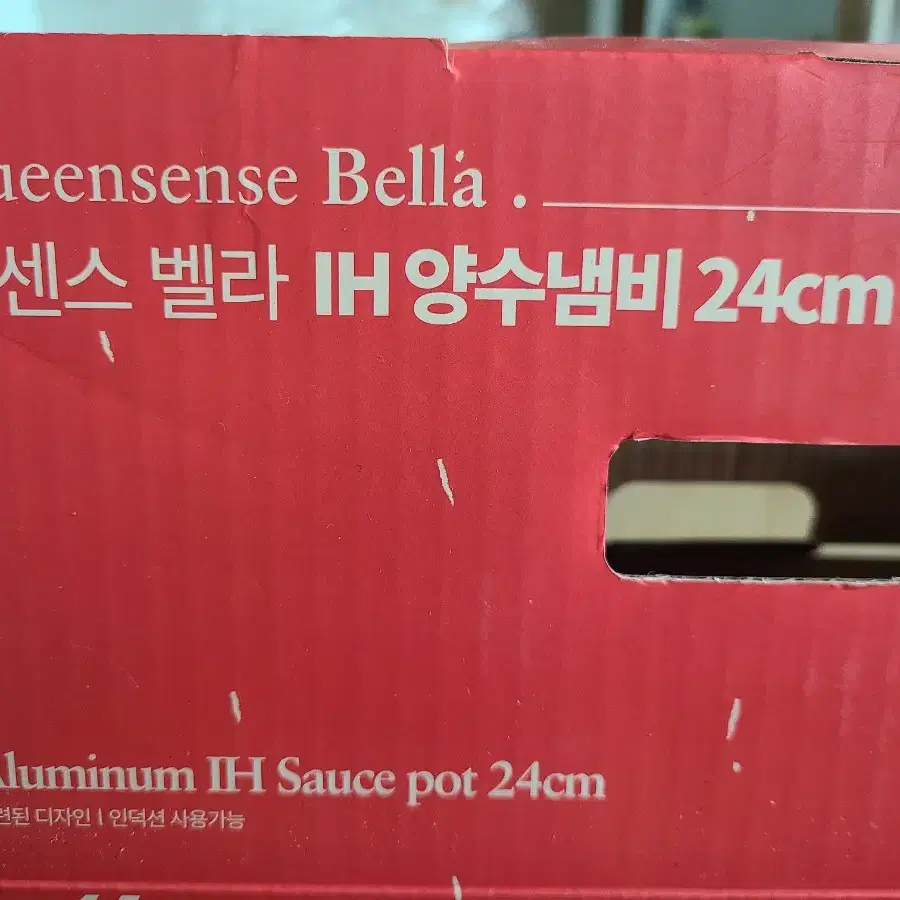 ueensense Bella .
센스 벨라 IH 양수냄비 24cm
Aluminum IH Sauce pot 24cm
련된 디자인 | 인덕션 사용가능